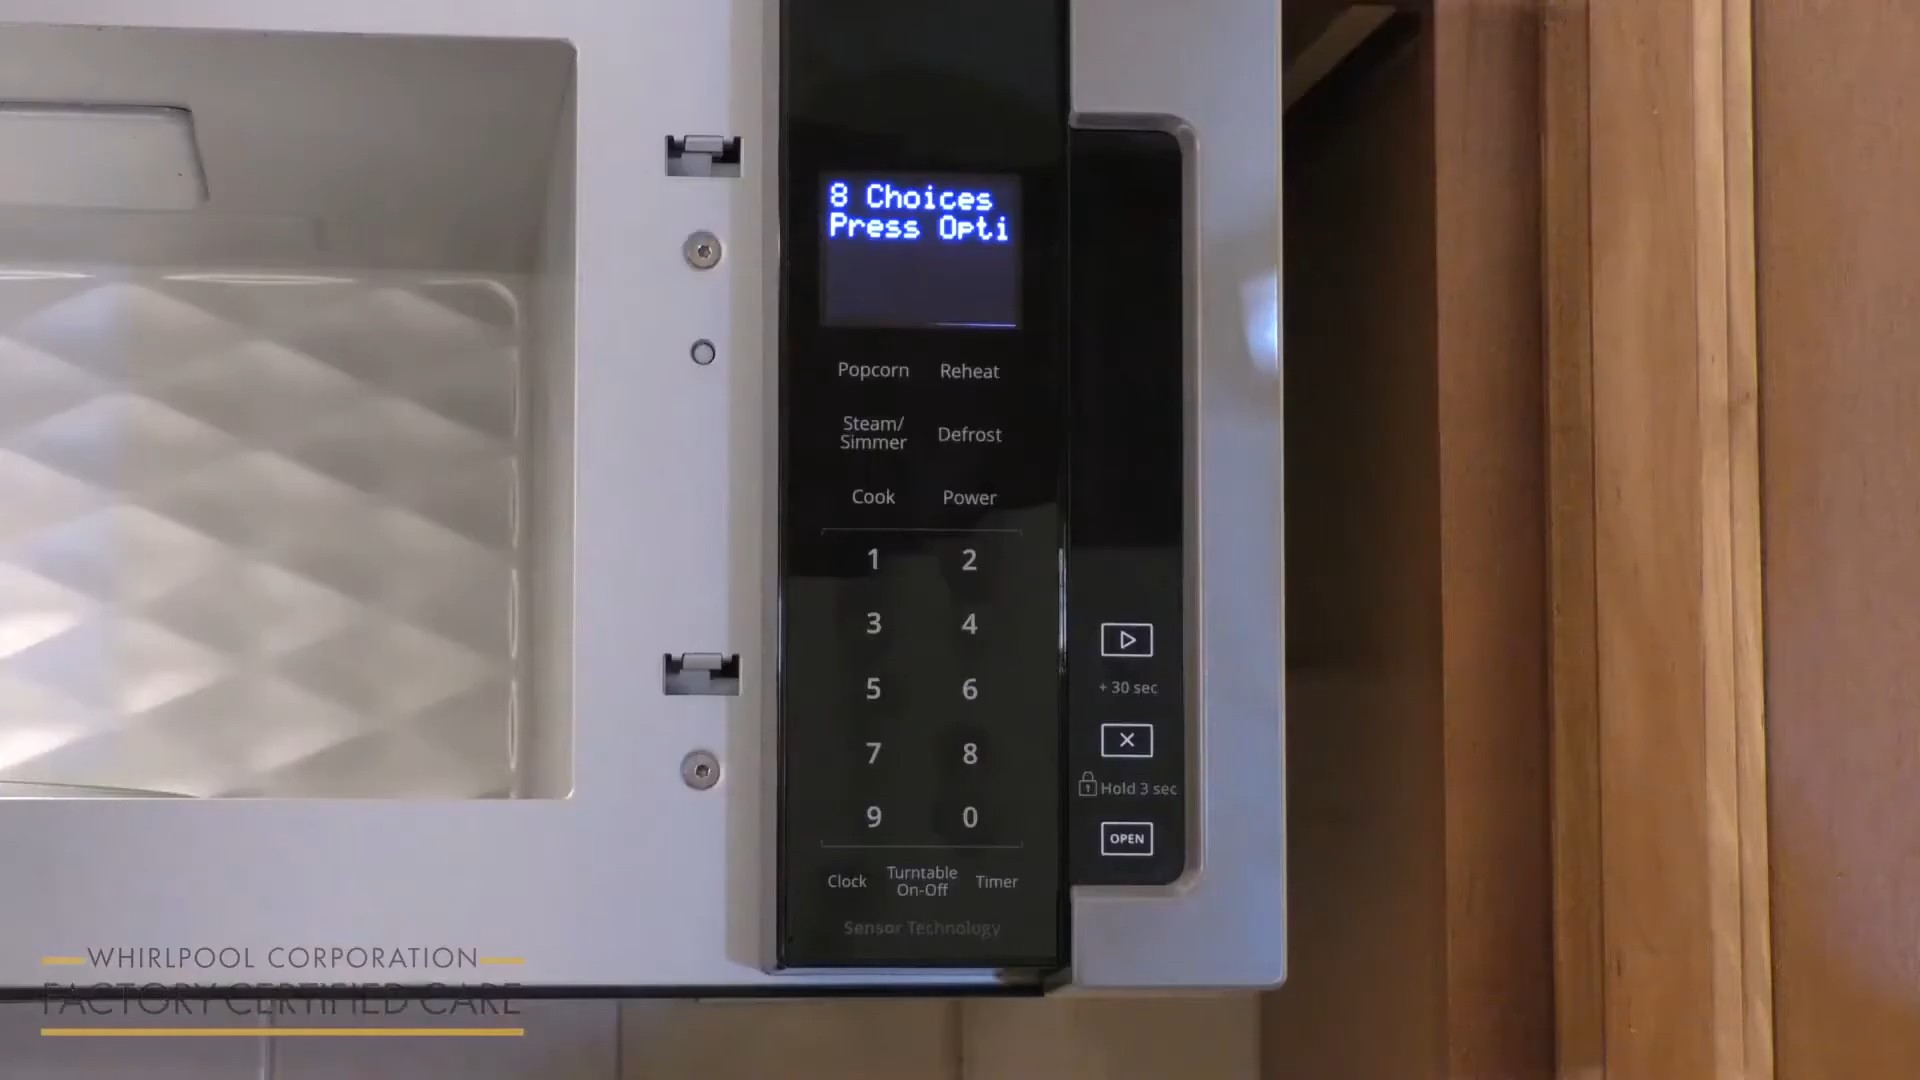 8 Choices
Press Opti
Popcorn Reheat
Steam/
Simmer
Defrost
Cook Power
1 2
3 4
5 6
7 8
9 0
Clock
Turntable
On-Off
Timer
Sensor Technology
+ 30 sec
Hold 3 sec
OPEN
WHIRLPOOL CORPORATION
FACTORY CERTIFIED CARE